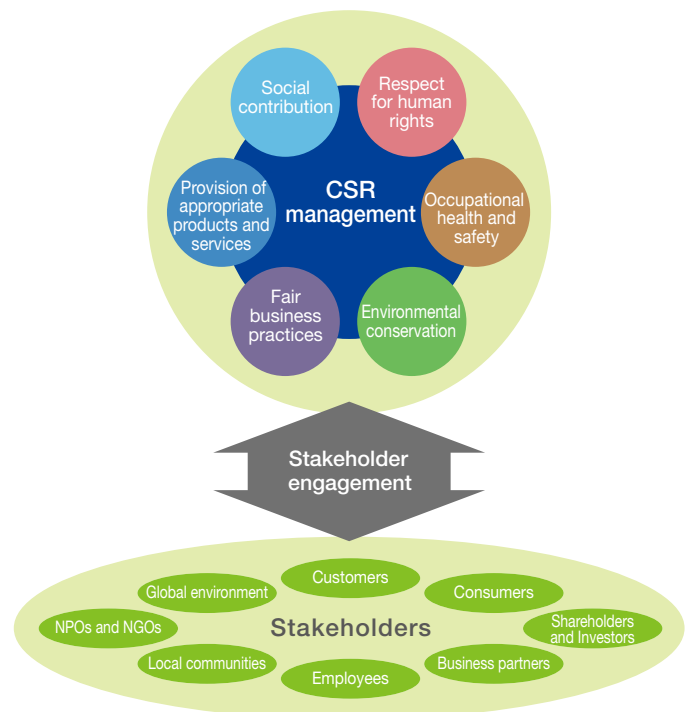 Social
contribution
Respect
for human
rights
CSR
management
Provision of
appropriate
products and
services
Occupational
health and
safety
Fair
business
practices
Environmental
conservation
Stakeholder
engagement
Customers
Global environment
Consumers
NPOs and NGOs
Stakeholders
Shareholders
and Investors
Local communities
Business partners
Employees